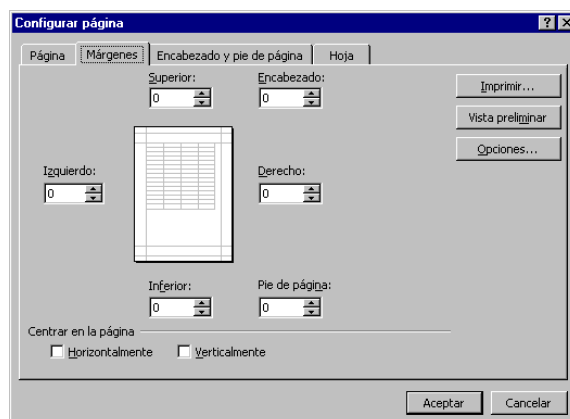 Configurar página
Página Márgenes Encabezado y pie de página Hoja
Superior: Encabezado:
0 0
Imprimir...
Vista preliminar
Opciones...
Izquierdo: Derecho:
0 0
Inferior: Pie de página:
0 0
Centrar en la página
Horizontalmente Verticalmente
Aceptar Cancelar